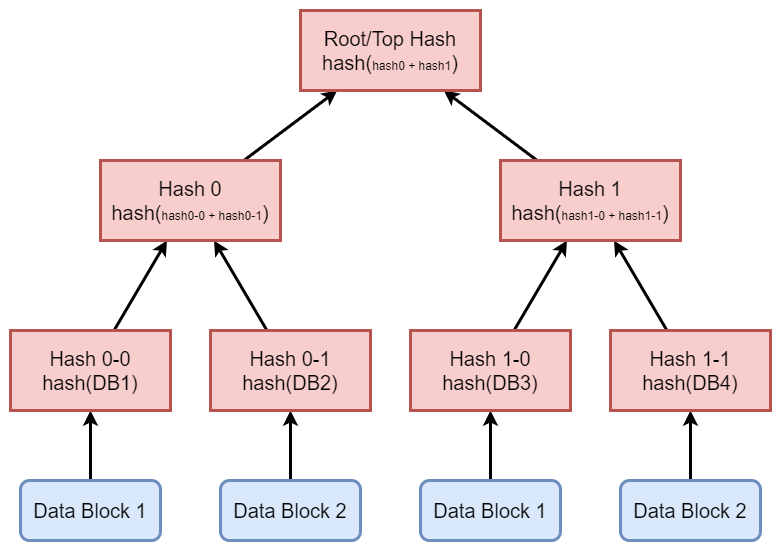 Root/Top Hash
hash(hash0 + hash1)
Hash 0
hash(hash0-0 + hash0-1)
Hash 1
hash(hash1-0 + hash1-1)
Hash 0-0
hash(DB1)
Hash 0-1
hash(DB2)
Hash 1-0
hash(DB3)
Hash 1-1
hash(DB4)
Data Block 1
Data Block 2
Data Block 1
Data Block 2